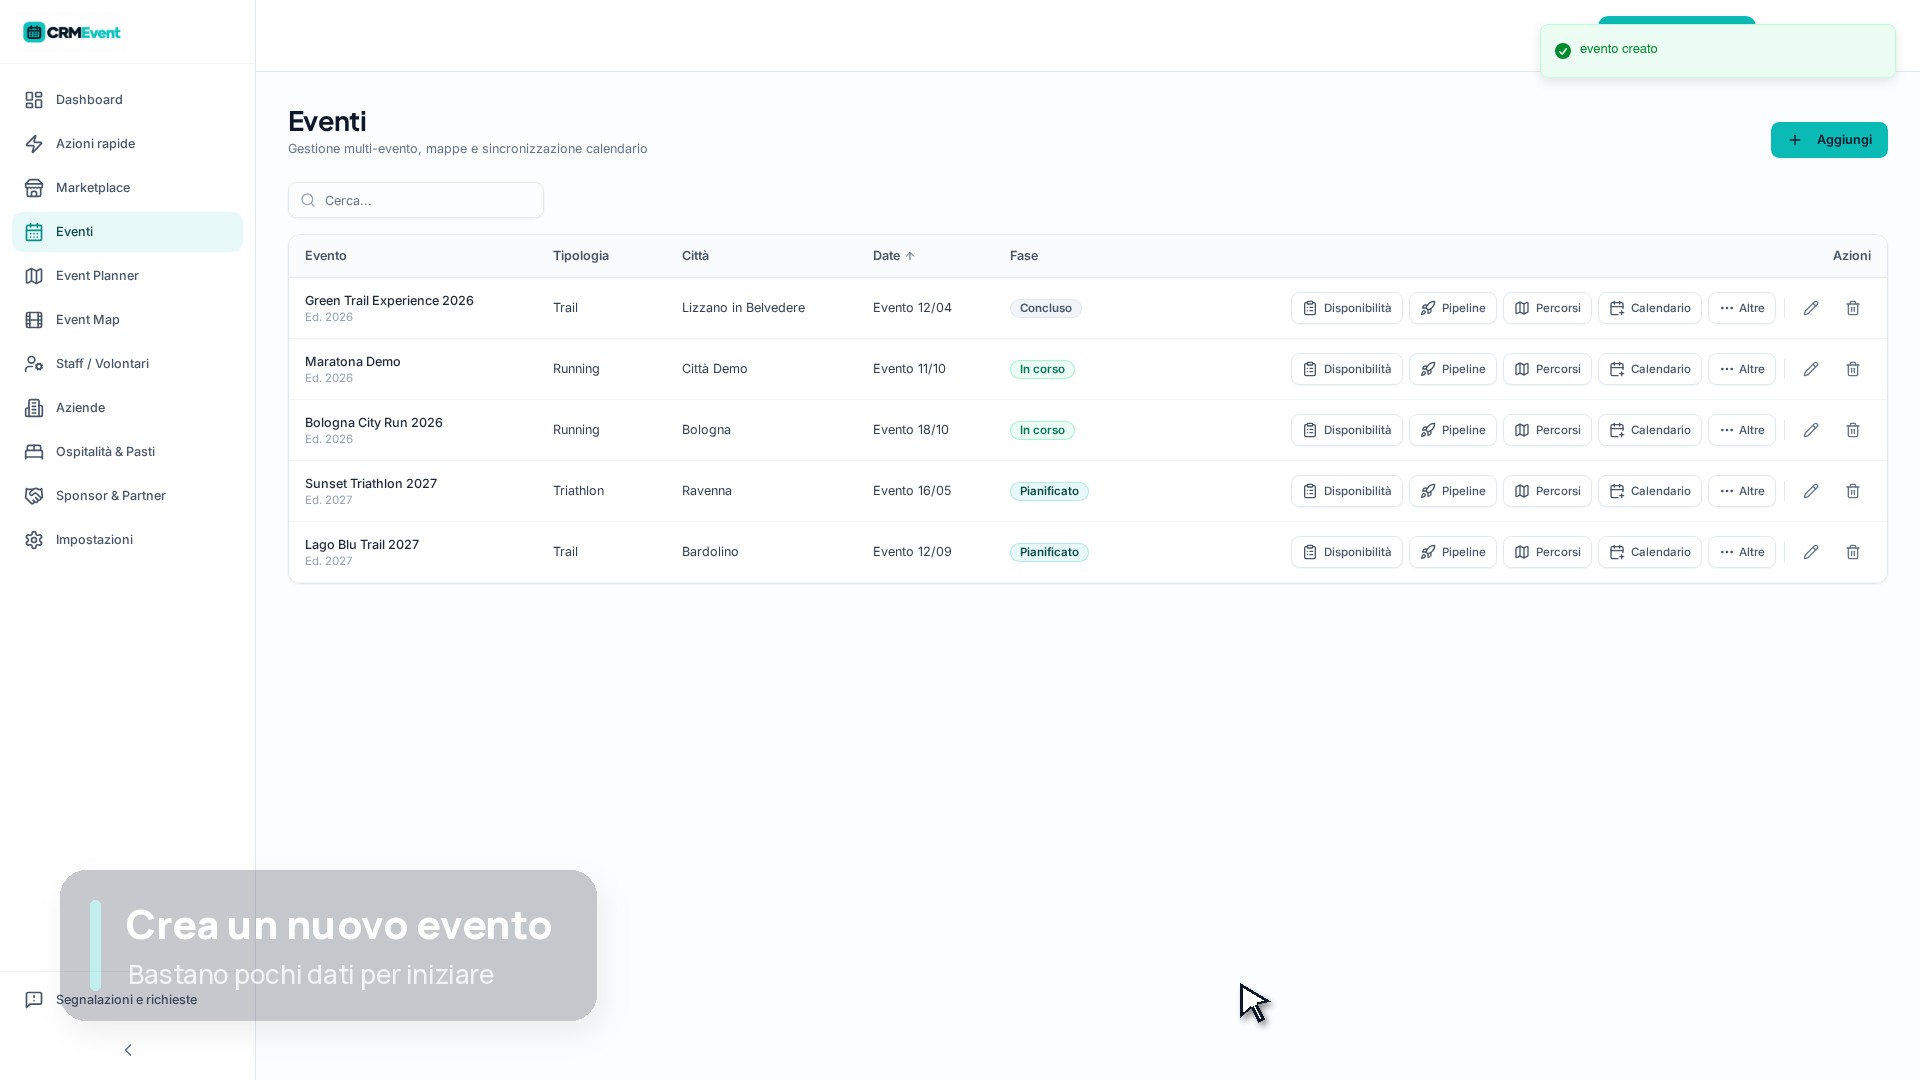 CRMEvent
evento creato
Dashboard
Azioni rapide
Marketplace
Eventi
Event Planner
Event Map
Staff / Volontari
Aziende
Ospitalità & Pasti
Sponsor & Partner
Impostazioni
Eventi
Gestione multi-evento, mappe e sincronizzazione calendario
Aggiungi
Cerca...
Evento Tipologia Città Date Fase Azioni
Green Trail Experience 2026
Ed. 2026
Trail Lizzano in Belvedere Evento 12/04 Concluso Disponibilità Pipeline Percorsi Calendario Altre
Maratona Demo
Ed. 2026
Running Città Demo Evento 11/10 In corso Disponibilità Pipeline Percorsi Calendario Altre
Bologna City Run 2026
Ed. 2026
Running Bologna Evento 18/10 In corso Disponibilità Pipeline Percorsi Calendario Altre
Sunset Triathlon 2027
Ed. 2027
Triathlon Ravenna Evento 16/05 Pianificato Disponibilità Pipeline Percorsi Calendario Altre
Lago Blu Trail 2027
Ed. 2027
Trail Bardolino Evento 12/09 Pianificato Disponibilità Pipeline Percorsi Calendario Altre
Crea un nuovo evento
Bastano pochi dati per iniziare
Segnalazioni e richieste